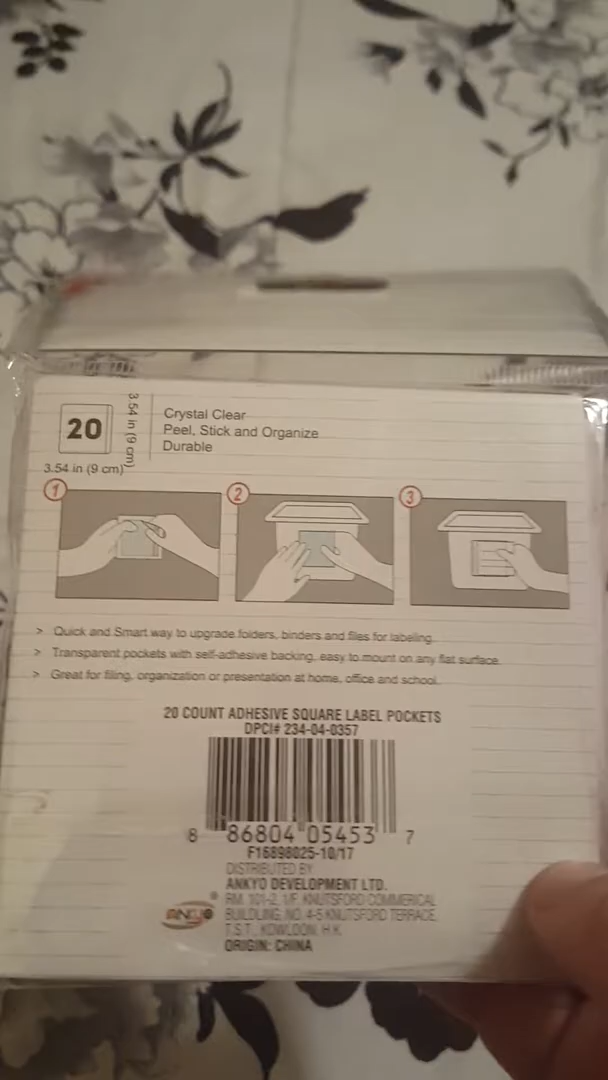 20
3.54 in (9 cm)
3.54 in (9 cm)
Crystal Clear
Peel, Stick and Organize
Durable
1
2
3
> Quick and Smart way to upgrade folders, binders and files for labeling.
> Transparent pockets with self-adhesive backing, easy to mount on any flat surface.
> Great for filing, organization or presentation at home, office and school.
20 COUNT ADHESIVE SQUARE LABEL POCKETS
DPCI# 234-04-0357
8 86804 05453 7
F16898025-10/17
DISTRIBUTED BY:
ANKYO DEVELOPMENT LTD.
RM. 101-2, 1/F, KNUTSFORD COMMERICAL
BUILDLING, NO. 4-5 KNUTSFORD TERRACE,
T.S.T., KOWLOON, H.K.
ORIGIN: CHINA
ANKYO ®